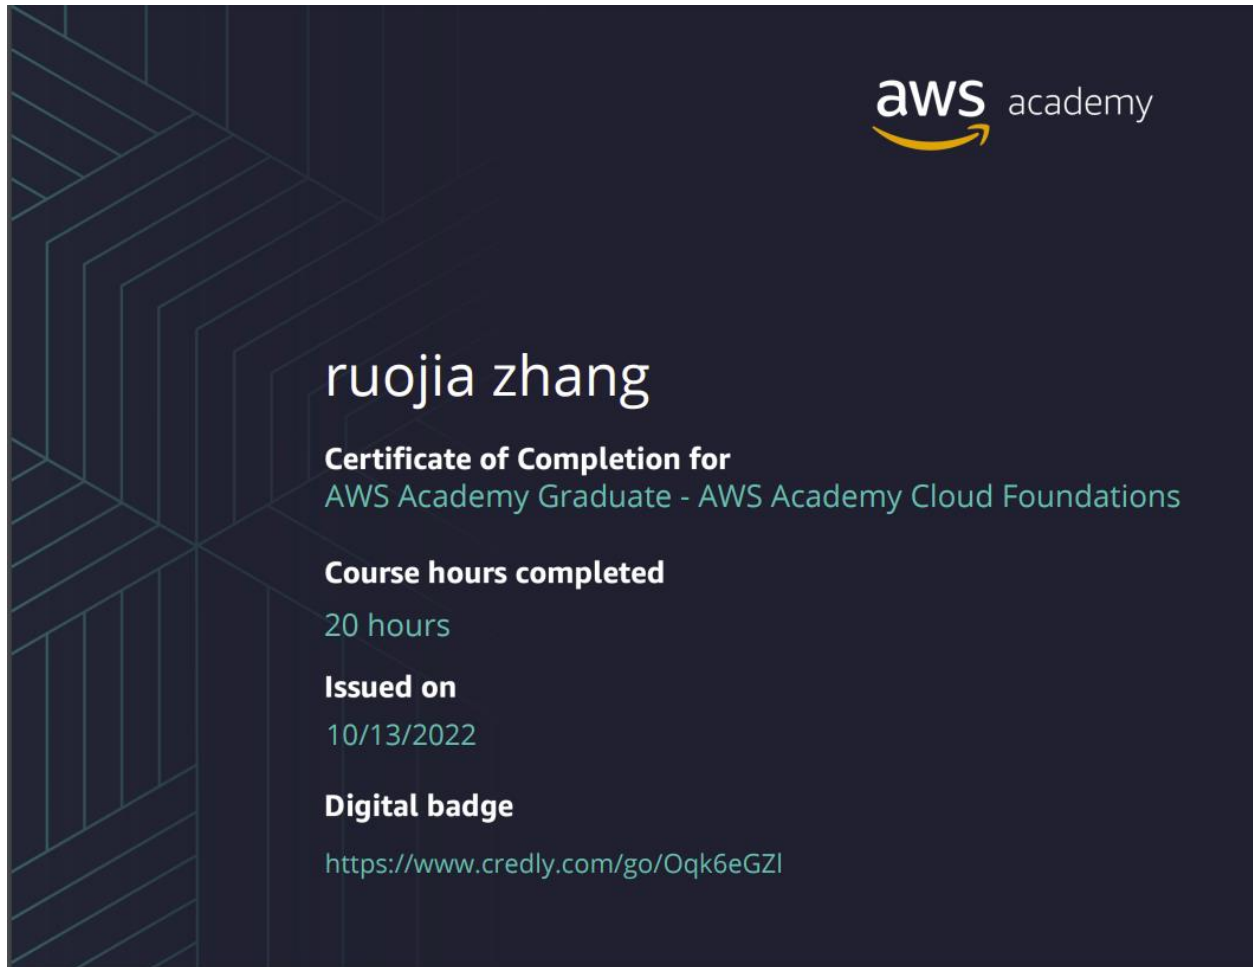 aws academy
ruojia zhang
Certificate of Completion for
AWS Academy Graduate - AWS Academy Cloud Foundations
Course hours completed
20 hours
Issued on
10/13/2022
Digital badge
https://www.credly.com/go/Oqk6eGZl